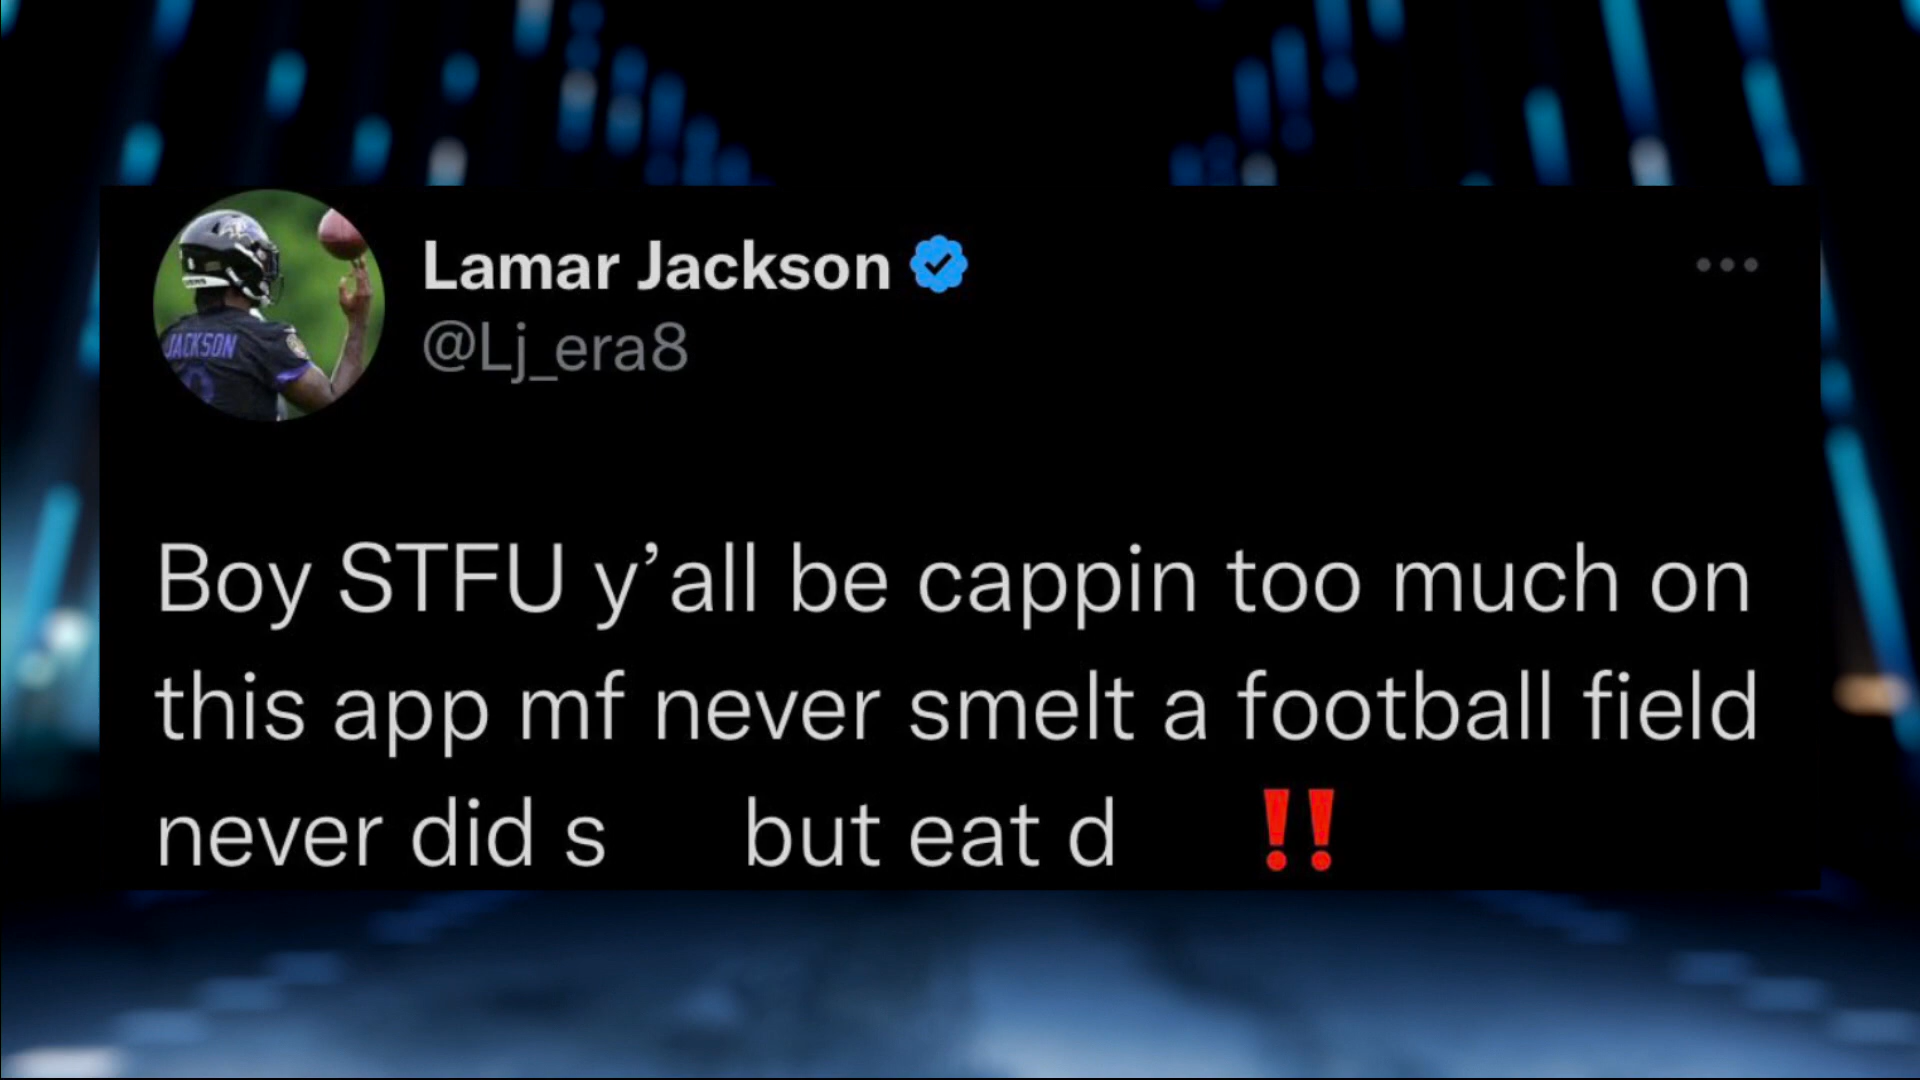 Lamar Jackson
@Lj_era8
JACKSON
Boy STFU y’all be cappin too much on
this app mf never smelt a football field
never did s but eat d ‼️